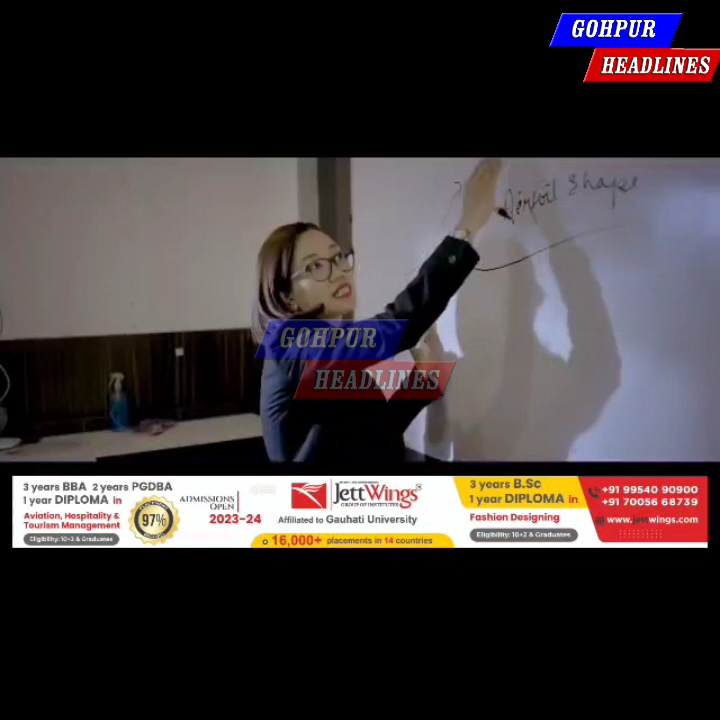 GOHPUR
HEADLINES
Airfoil Shape
GOHPUR
HEADLINES
3 years BBA 2 years PGDBA
1 year DIPLOMA in
Aviation, Hospitality &
Tourism Management
Eligibility: 10+2 & Graduates
97%
ADMISSIONS
OPEN
2023-24
JettWings
GROUP OF INSTITUTES
Affiliated to Gauhati University
16,000+ placements in 14 countries
3 years B.Sc
1 year DIPLOMA in
Fashion Designing
Eligibility: 10+2 & Graduates
+91 99540 90900
+91 70056 68739
www.jettwings.com